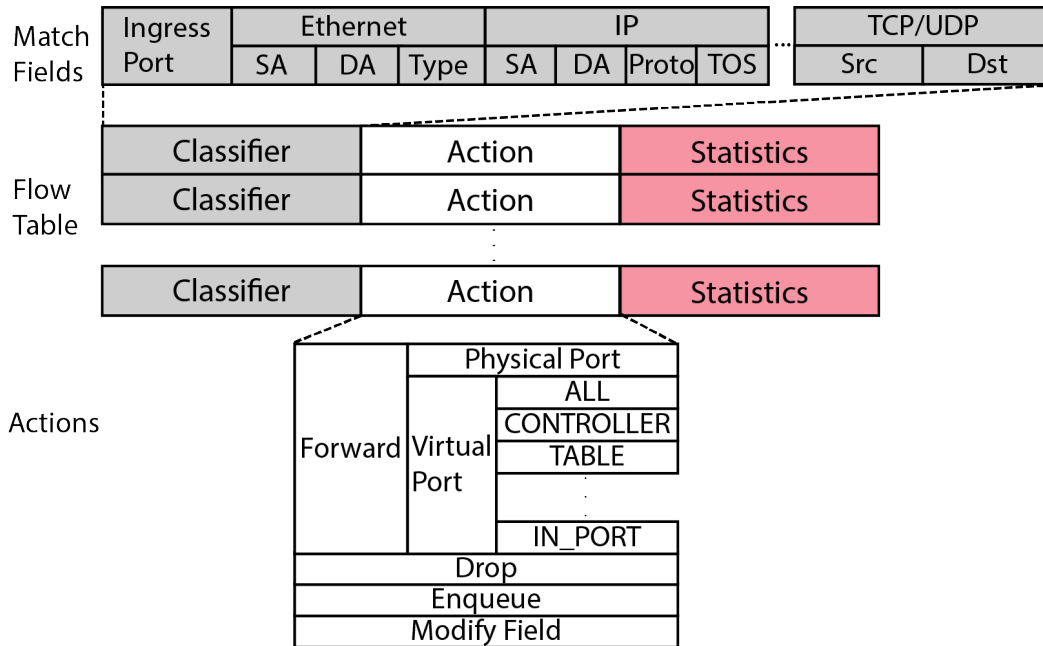 Match Fields
Ingress Port
Ethernet
IP
...
TCP/UDP
SA
DA
Type
SA
DA
Proto
TOS
Src
Dst
Flow Table
Classifier
Action
Statistics
Classifier
Action
Statistics
Classifier
Action
Statistics
Actions
Forward
Physical Port
Virtual Port
ALL
CONTROLLER
TABLE
IN_PORT
Drop
Enqueue
Modify Field